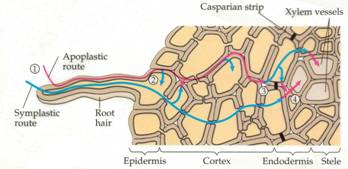 Casparian strip
Xylem vessels
Apoplastic
route
①
②
③
④
Symplastic
route
Root
hair
Epidermis
Cortex
Endodermis
Stele